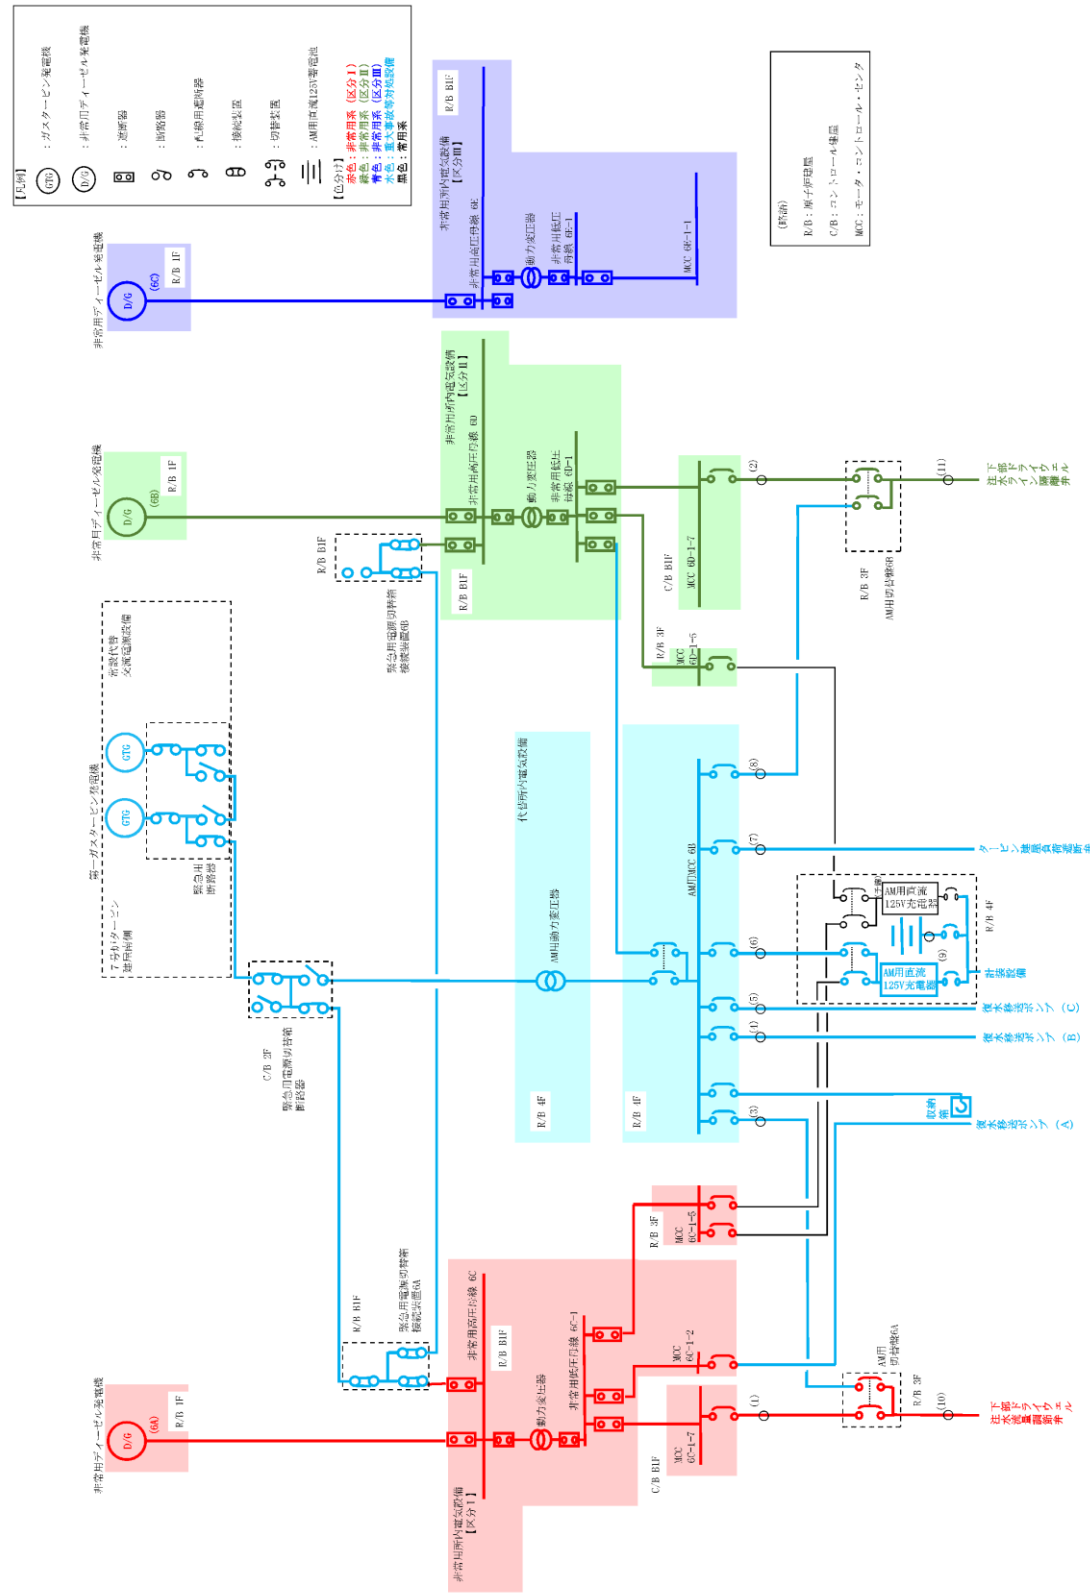 【凡例】
GTG
：ガスタービン発電機
D/G
：非常用ディーゼル発電機
：遮断器
：断路器
：配線用遮断器
：接続装置
：切替装置
：AM用直流125V蓄電池
【色分け】
赤色：非常用系（区分Ⅰ）
緑色：非常用系（区分Ⅱ）
青色：非常用系（区分Ⅲ）
水色：重大事故等対処設備
黒色：常用系
（略語）
R/B：原子炉建屋
C/B：コントロール建屋
MCC：モータ・コントロール・センタ
非常用ディーゼル発電機
D/G
(6A)
R/B 1F
第一ガスタービン発電機
7号炉タービン
建屋南側
GTG
GTG
緊急用
断路器
常設代替
交流電源設備
非常用ディーゼル発電機
D/G
(6B)
R/B 1F
非常用ディーゼル発電機
D/G
(6C)
R/B 1F
C/B 2F
緊急用電源切替箱
断路器
R/B B1F
緊急用電源切替箱
接続装置6A
R/B B1F
緊急用電源切替箱
接続装置6B
非常用所内電気設備
【区分Ⅰ】
非常用高圧母線 6C
R/B B1F
動力変圧器
非常用低圧母線 6C-1
C/B B1F
MCC
6C-1-7
MCC
6C-1-2
R/B 3F
MCC
6C-1-5
代替所内電気設備
R/B 4F
AM用動力変圧器
R/B 4F
AM用MCC 6B
非常用所内電気設備
【区分Ⅱ】
非常用高圧母線 6D
R/B B1F
動力変圧器
非常用低圧
母線 6D-1
R/B 3F
MCC
6D-1-5
C/B B1F
MCC 6D-1-7
非常用所内電気設備
【区分Ⅲ】
R/B B1F
非常用高圧母線 6E
動力変圧器
非常用低圧
母線 6E-1
MCC 6E-1-1
(1)
(3)
(4)
(5)
(6)
(7)
(8)
(2)
AM用
切替盤6A
R/B 3F
(10)
下部ドライウェル
注水流量調節弁
復水移送ポンプ (A)
収納
箱
復水移送ポンプ (B)
復水移送ポンプ (C)
AM用直流
125V充電器
(9)
AM用直流
125V充電器
R/B 4F
計装設備
R/B 3F
AM用切替盤6B
(11)
下部ドライウェル
注水ライン隔離弁